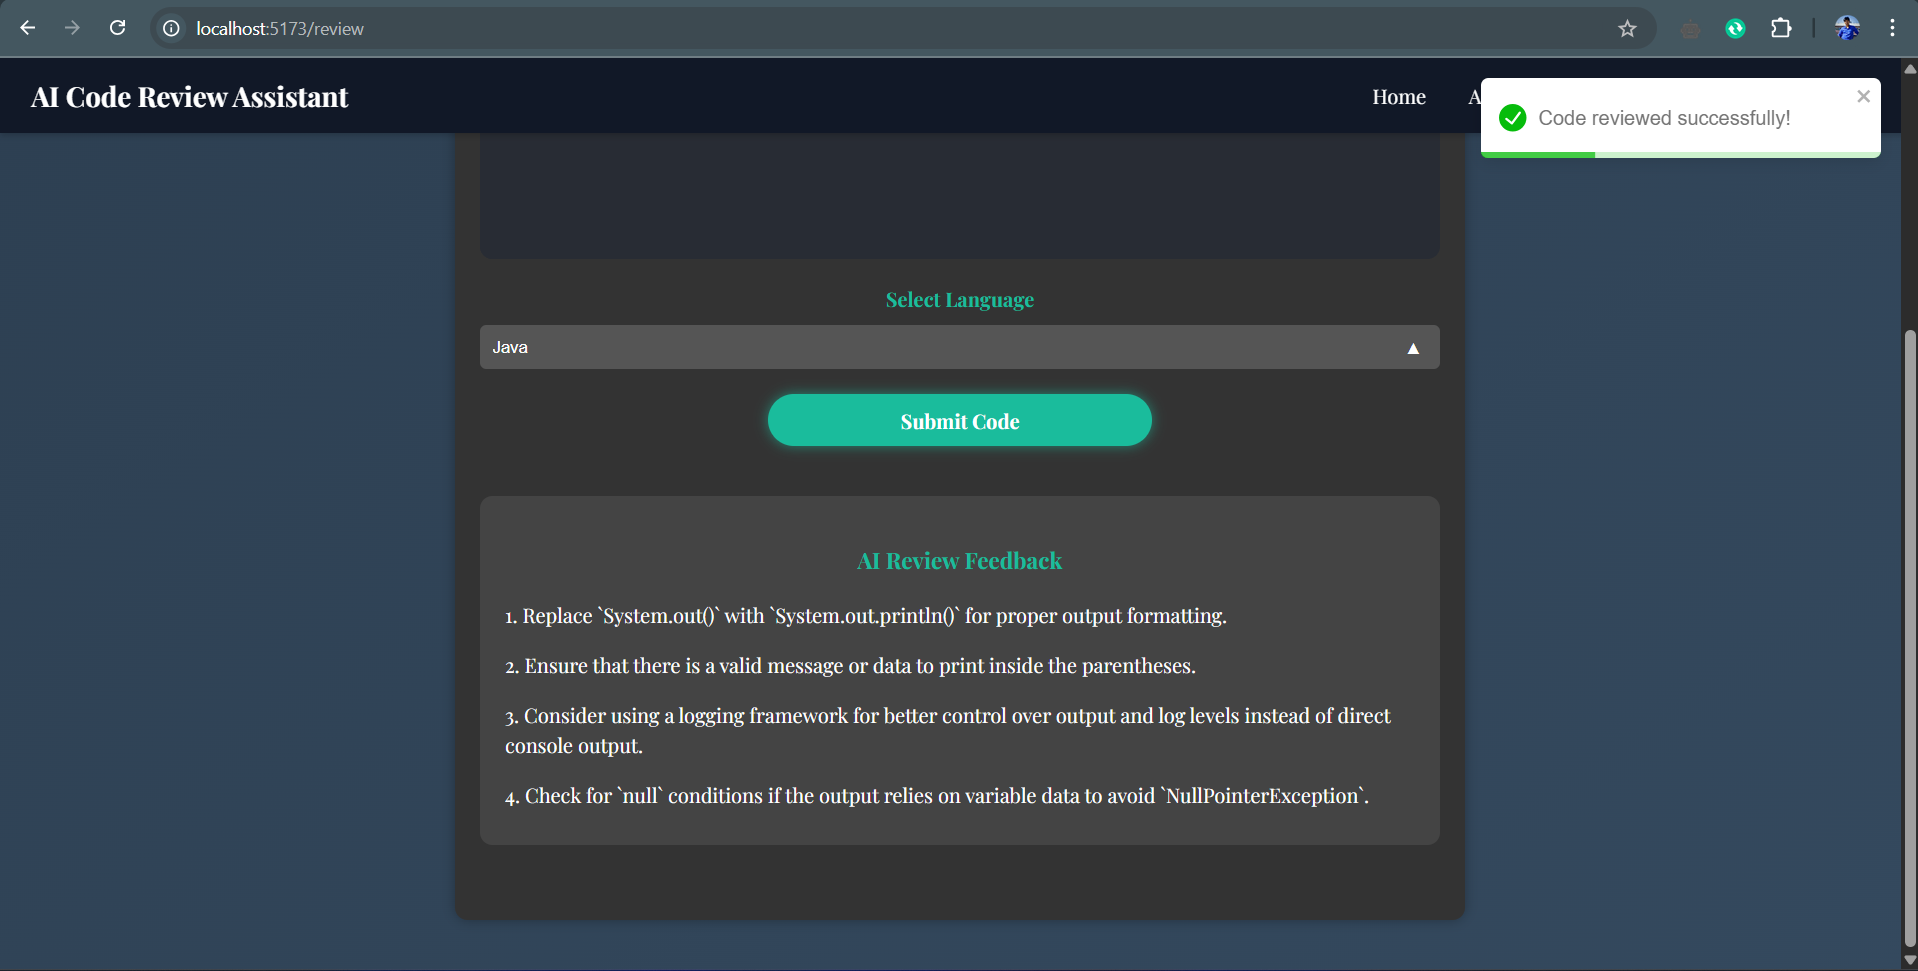 localhost:5173/review
AI Code Review Assistant
Home
A
Code reviewed successfully!
Select Language
Java
Submit Code
AI Review Feedback
1. Replace `System.out()` with `System.out.println()` for proper output formatting.
2. Ensure that there is a valid message or data to print inside the parentheses.
3. Consider using a logging framework for better control over output and log levels instead of direct
console output.
4. Check for `null` conditions if the output relies on variable data to avoid `NullPointerException`.